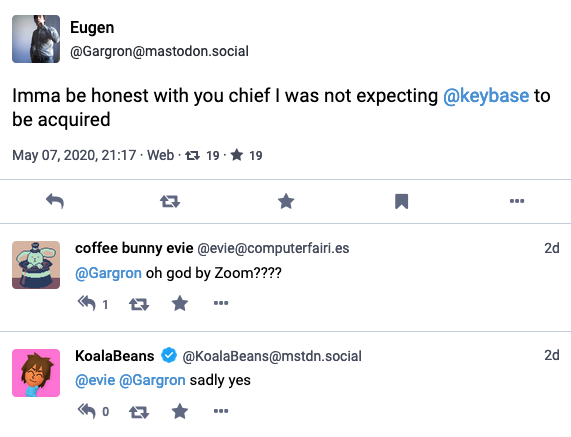 Eugen
@Gargron@mastodon.social
Imma be honest with you chief I was not expecting @keybase to
be acquired
May 07, 2020, 21:17 · Web · 19 · 19
coffee bunny evie @evie@computerfairi.es 2d
@Gargron oh god by Zoom????
1
KoalaBeans @KoalaBeans@mstdn.social 2d
@evie @Gargron sadly yes
0